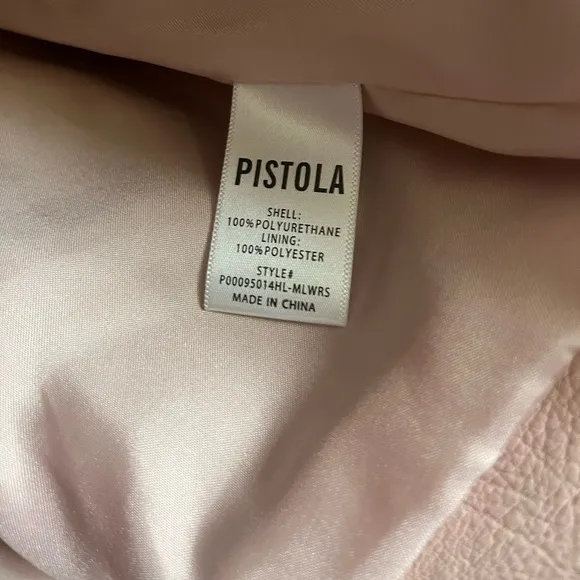 PISTOLA
SHELL:
100%POLYURETHANE
LINING:
100%POLYESTER
STYLE#
P00095014HL-MLWRS
MADE IN CHINA